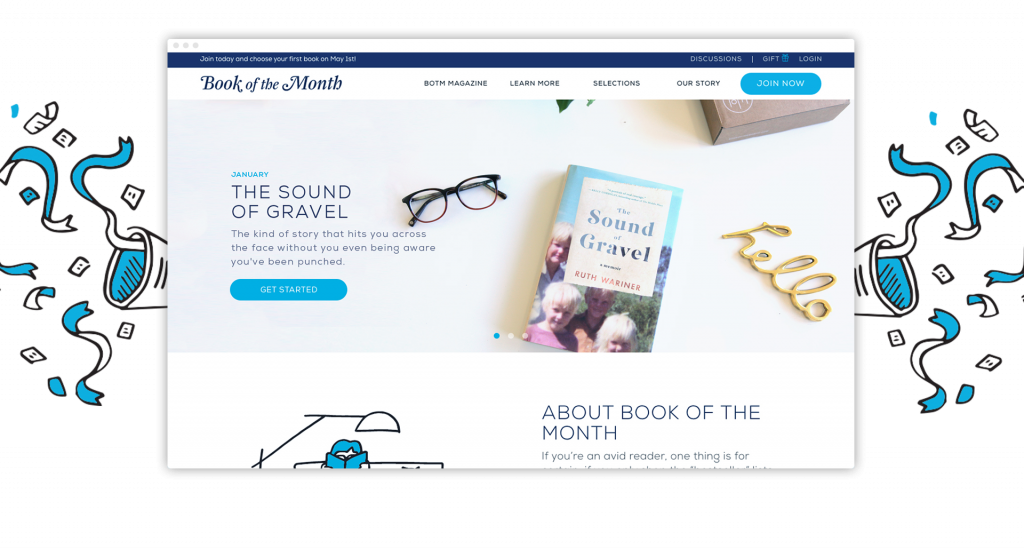 Join today and choose your first book on May 1st!
DISCUSSIONS | GIFT LOGIN
Book of the Month
BOTM MAGAZINE LEARN MORE SELECTIONS OUR STORY JOIN NOW
JANUARY
THE SOUND
OF GRAVEL
The kind of story that hits you across
the face without you even being aware
you've been punched.
GET STARTED
The
Sound
of
Gravel
a memoir
RUTH WARINER
hello
ABOUT BOOK OF THE
MONTH
If you're an avid reader, one thing is for